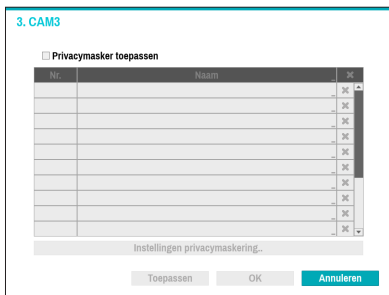 3. CAM3
Privacymasker toepassen
Nr. Naam
Instellingen privacymaskering..
Toepassen OK Annuleren